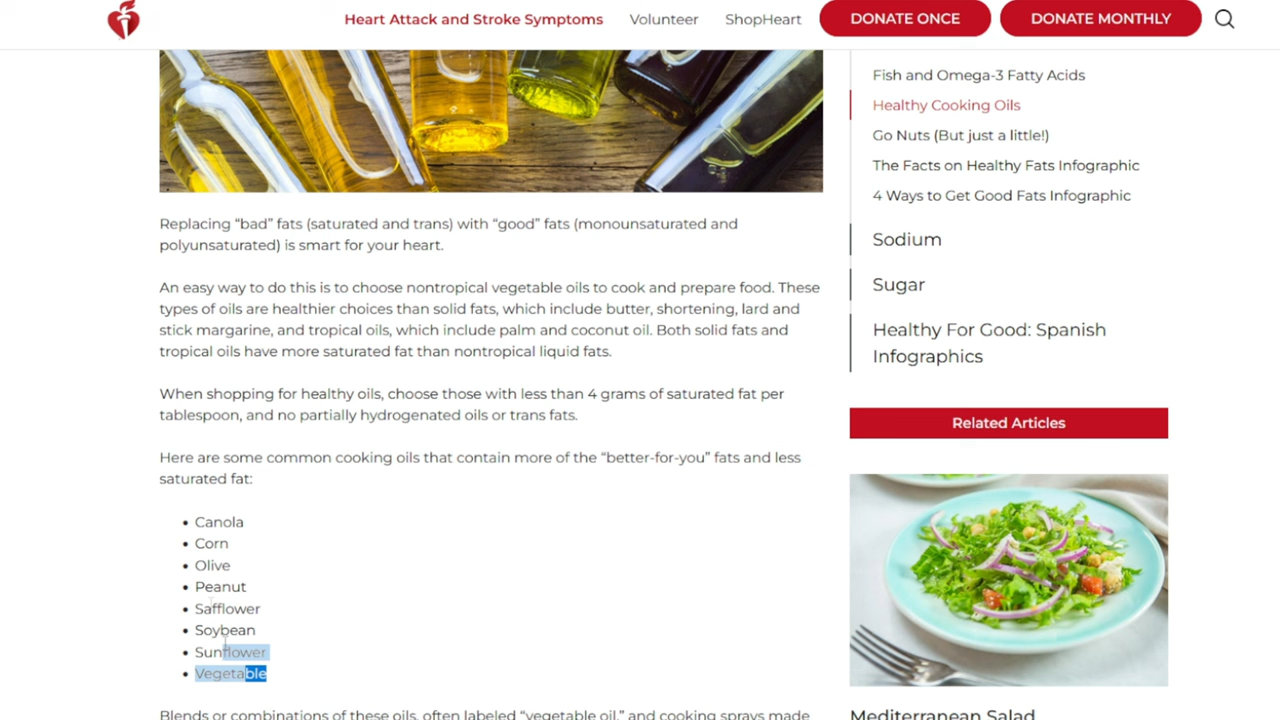 Heart Attack and Stroke Symptoms Volunteer ShopHeart DONATE ONCE DONATE MONTHLY
Replacing “bad” fats (saturated and trans) with “good” fats (monounsaturated and
polyunsaturated) is smart for your heart.
An easy way to do this is to choose nontropical vegetable oils to cook and prepare food. These
types of oils are healthier choices than solid fats, which include butter, shortening, lard and
stick margarine, and tropical oils, which include palm and coconut oil. Both solid fats and
tropical oils have more saturated fat than nontropical liquid fats.
When shopping for healthy oils, choose those with less than 4 grams of saturated fat per
tablespoon, and no partially hydrogenated oils or trans fats.
Here are some common cooking oils that contain more of the “better-for-you” fats and less
saturated fat:
• Canola
• Corn
• Olive
• Peanut
• Safflower
• Soybean
• Sunflower
• Vegetable
Blends or combinations of these oils, often labeled “vegetable oil,” and cooking sprays made
Fish and Omega-3 Fatty Acids
Healthy Cooking Oils
Go Nuts (But just a little!)
The Facts on Healthy Fats Infographic
4 Ways to Get Good Fats Infographic
Sodium
Sugar
Healthy For Good: Spanish
Infographics
Related Articles
Mediterranean Salad